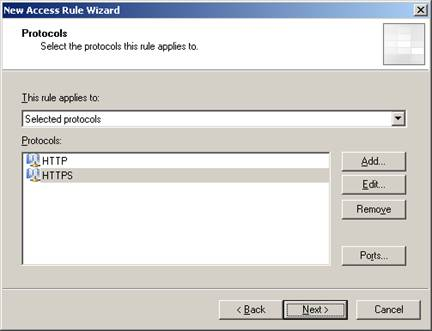 New Access Rule Wizard
Protocols
Select the protocols this rule applies to.
This rule applies to:
Selected protocols
Protocols:
HTTP
HTTPS
Add...
Edit...
Remove
Ports...
< Back
Next >
Cancel